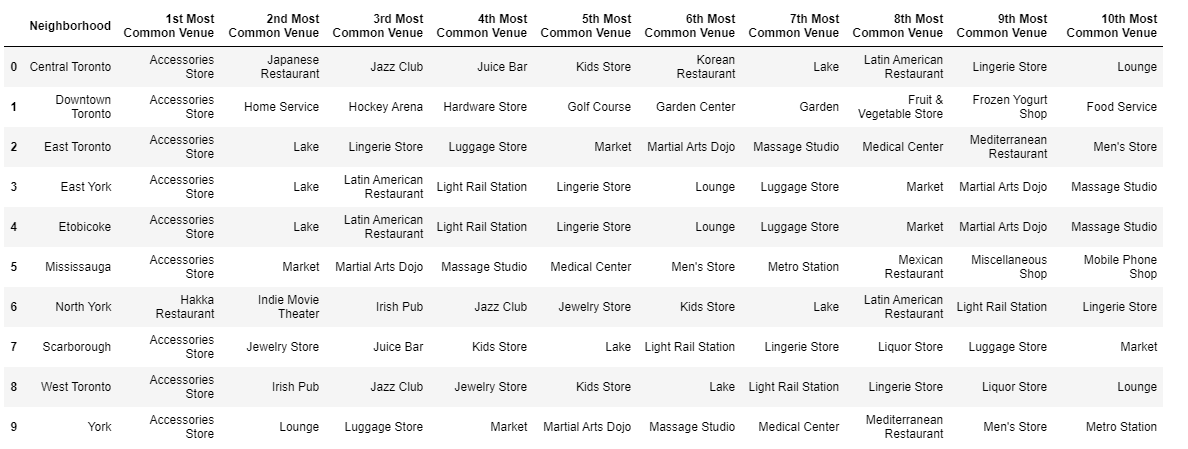 Neighborhood 1st Most Common Venue 2nd Most Common Venue 3rd Most Common Venue 4th Most Common Venue 5th Most Common Venue 6th Most Common Venue 7th Most Common Venue 8th Most Common Venue 9th Most Common Venue 10th Most Common Venue
0 Central Toronto Accessories Store Japanese Restaurant Jazz Club Juice Bar Kids Store Korean Restaurant Lake Latin American Restaurant Lingerie Store Lounge
1 Downtown Toronto Accessories Store Home Service Hockey Arena Hardware Store Golf Course Garden Center Garden Fruit & Vegetable Store Frozen Yogurt Shop Food Service
2 East Toronto Accessories Store Lake Lingerie Store Luggage Store Market Martial Arts Dojo Massage Studio Medical Center Mediterranean Restaurant Men's Store
3 East York Accessories Store Lake Latin American Restaurant Light Rail Station Lingerie Store Lounge Luggage Store Market Martial Arts Dojo Massage Studio
4 Etobicoke Accessories Store Lake Latin American Restaurant Light Rail Station Lingerie Store Lounge Luggage Store Market Martial Arts Dojo Massage Studio
5 Mississauga Accessories Store Market Martial Arts Dojo Massage Studio Medical Center Men's Store Metro Station Mexican Restaurant Miscellaneous Shop Mobile Phone Shop
6 North York Hakka Restaurant Indie Movie Theater Irish Pub Jazz Club Jewelry Store Kids Store Lake Latin American Restaurant Light Rail Station Lingerie Store
7 Scarborough Accessories Store Jewelry Store Juice Bar Kids Store Lake Light Rail Station Lingerie Store Liquor Store Luggage Store Market
8 West Toronto Accessories Store Irish Pub Jazz Club Jewelry Store Kids Store Lake Light Rail Station Lingerie Store Liquor Store Lounge
9 York Accessories Store Lounge Luggage Store Market Martial Arts Dojo Massage Studio Medical Center Mediterranean Restaurant Men's Store Metro Station